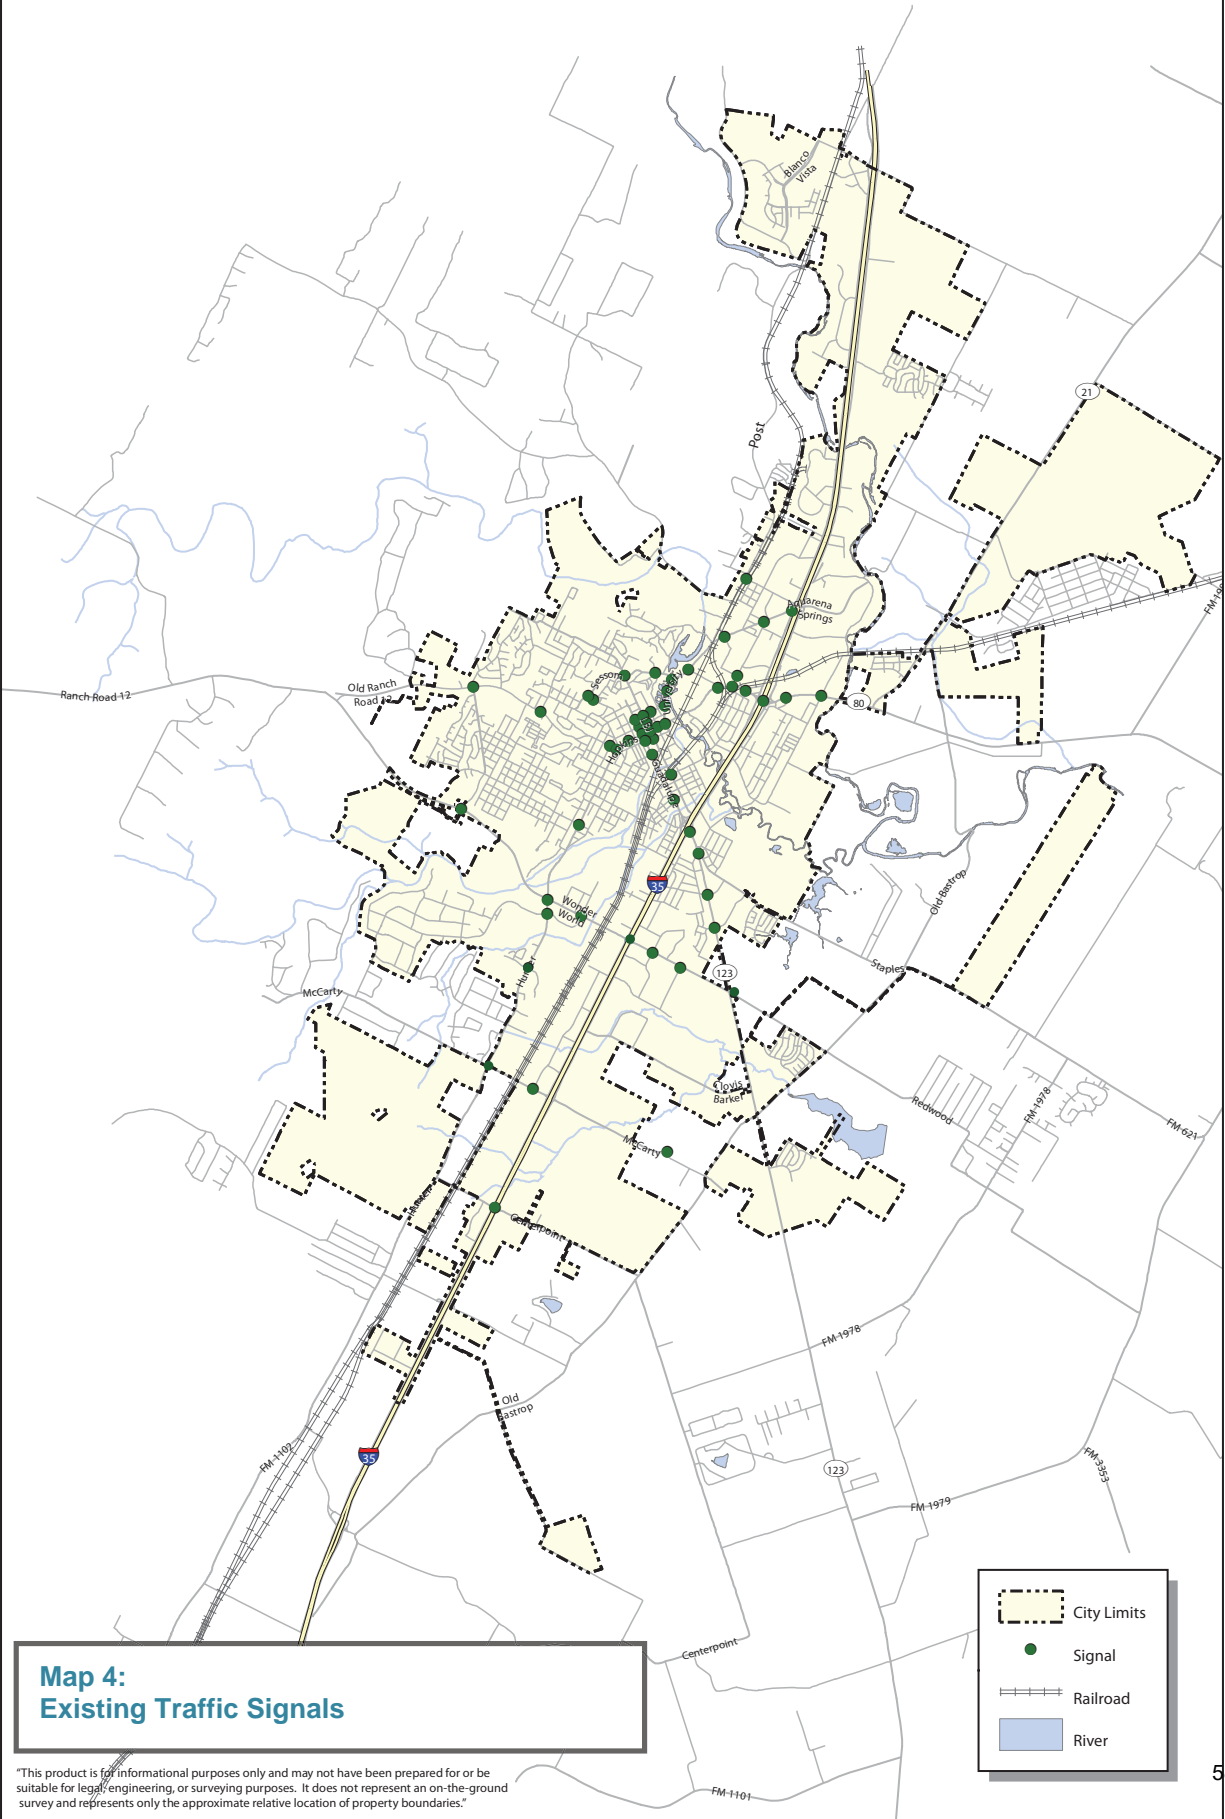 Blanco
Vista
21
Post
FM 19
Aquarena
Springs
Sessom
University
Old Ranch
Road 12
Ranch Road 12
80
Hopkins
Guadalupe
35
Wonder
World
Old Bastrop
Hunter
123
Staples
McCarty
Clovis
Barker
Redwood
FM 1978
FM 621
McCarty
Hunter
Centerpoint
FM 1978
Old
Bastrop
FM 1102
35
123
FM 3353
FM 1979
Centerpoint
FM 1101
City Limits
Signal
Railroad
River
Map 4:
Existing Traffic Signals
"This product is for informational purposes only and may not have been prepared for or be
suitable for legal, engineering, or surveying purposes. It does not represent an on-the-ground
survey and represents only the approximate relative location of property boundaries."
5